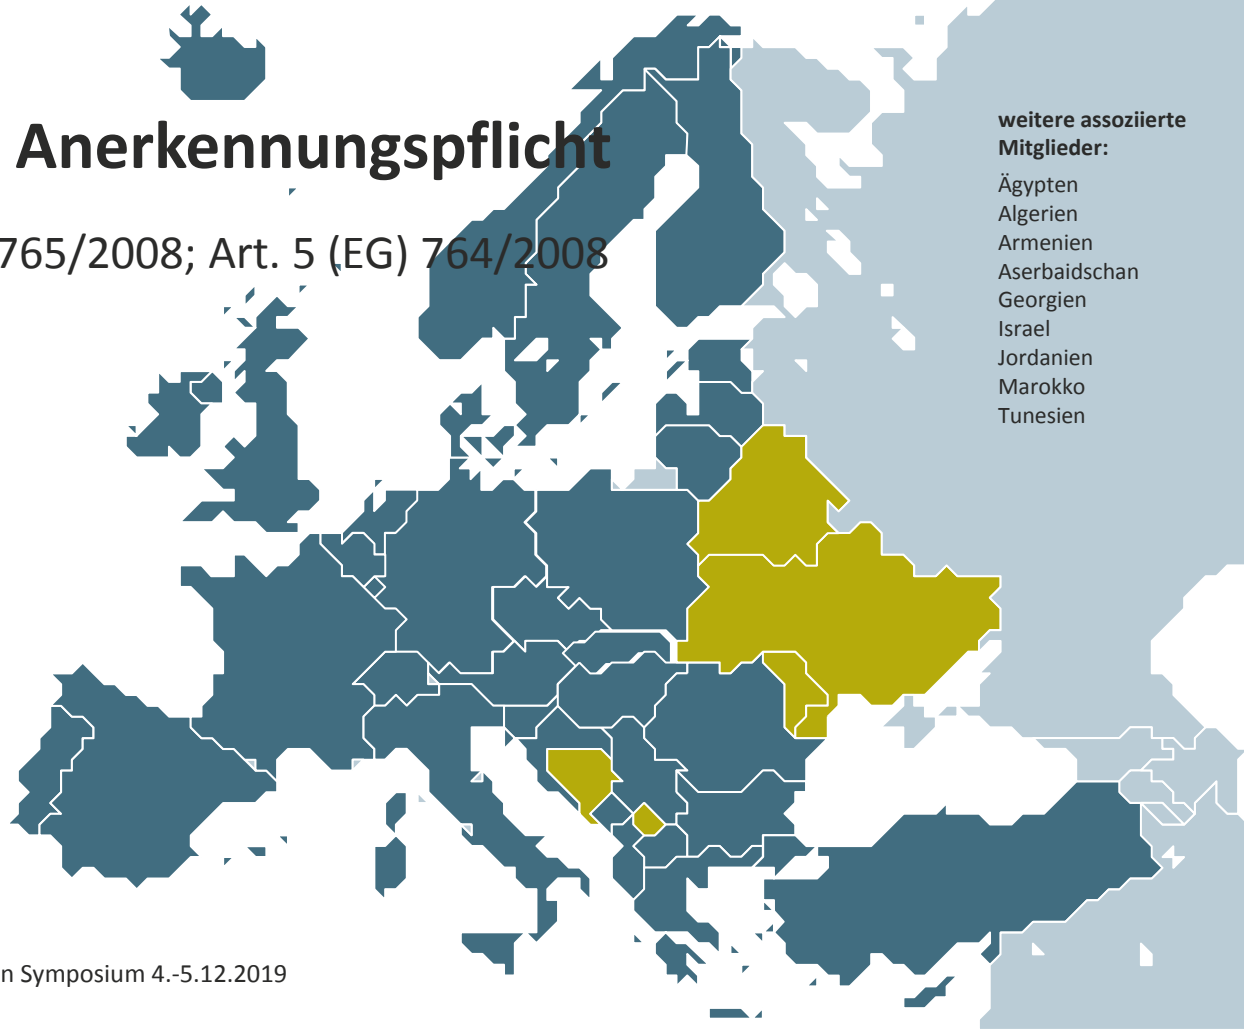 Anerkennungspflicht
765/2008; Art. 5 (EG) 764/2008
weitere assoziierte
Mitglieder:
Ägypten
Algerien
Armenien
Aserbaidschan
Georgien
Israel
Jordanien
Marokko
Tunesien
n Symposium 4.-5.12.2019